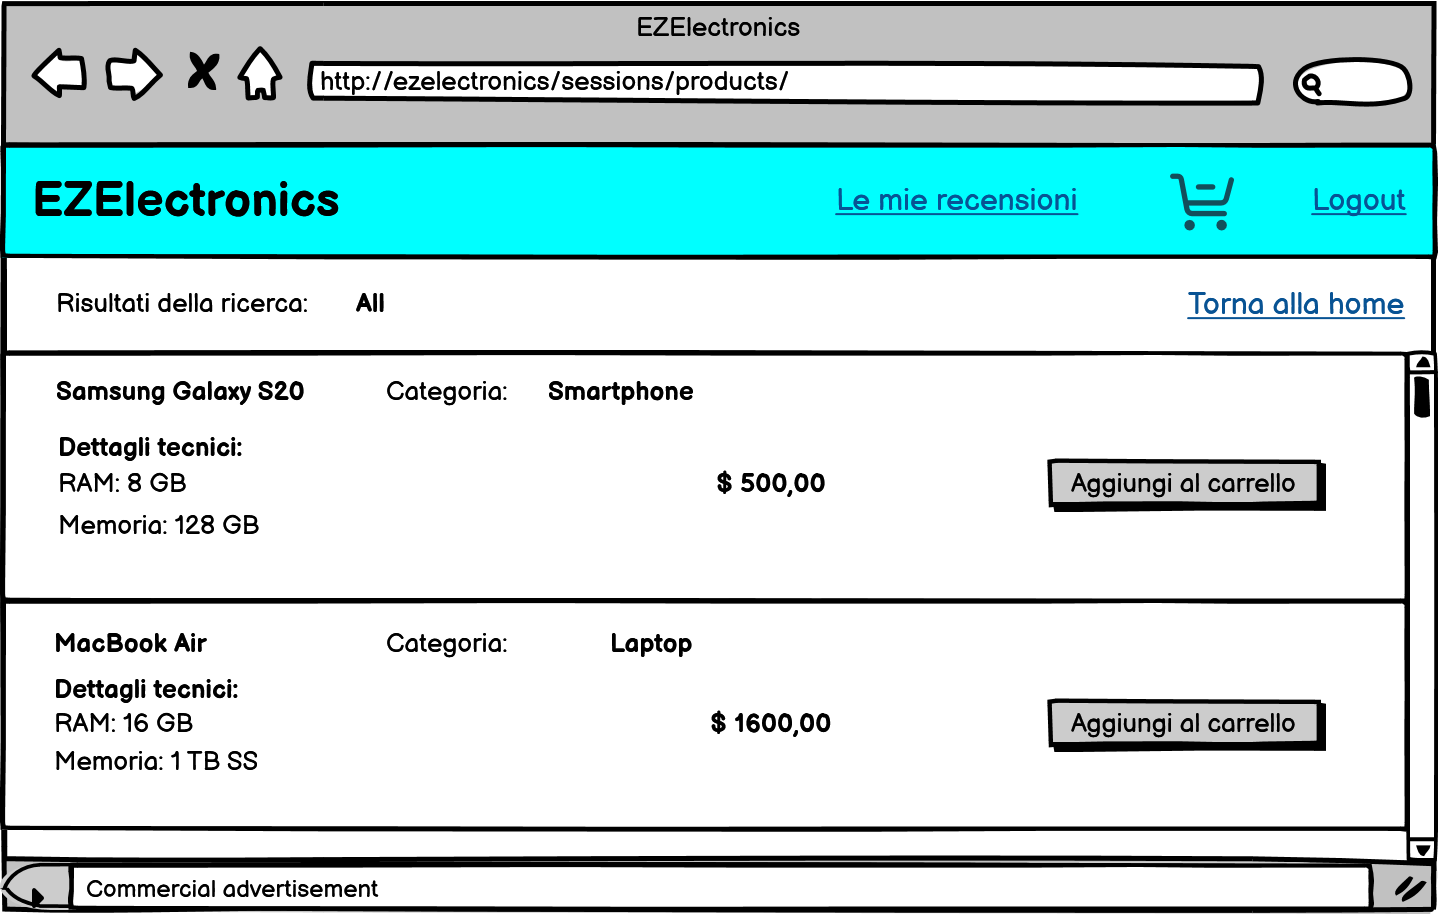 EZElectronics
http://ezelectronics/sessions/products/
EZElectronics Le mie recensioni Logout
Risultati della ricerca: All Torna alla home
Samsung Galaxy S20 Categoria: Smartphone
Dettagli tecnici:
RAM: 8 GB $ 500,00 Aggiungi al carrello
Memoria: 128 GB
MacBook Air Categoria: Laptop
Dettagli tecnici:
RAM: 16 GB $ 1600,00 Aggiungi al carrello
Memoria: 1 TB SS
Commercial advertisement